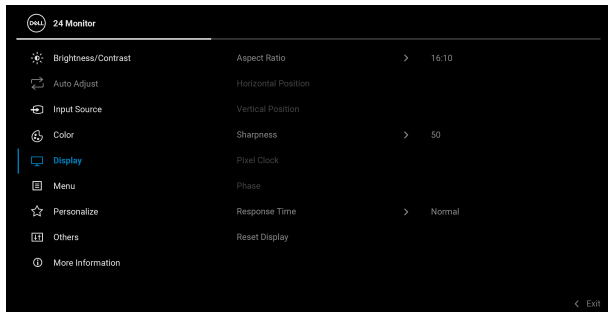 DELL 24 Monitor
Brightness/Contrast Aspect Ratio > 16:10
Auto Adjust Horizontal Position
Input Source Vertical Position
Color Sharpness > 50
Display Pixel Clock
Menu Phase
Personalize Response Time > Normal
Others Reset Display
More Information
< Exit